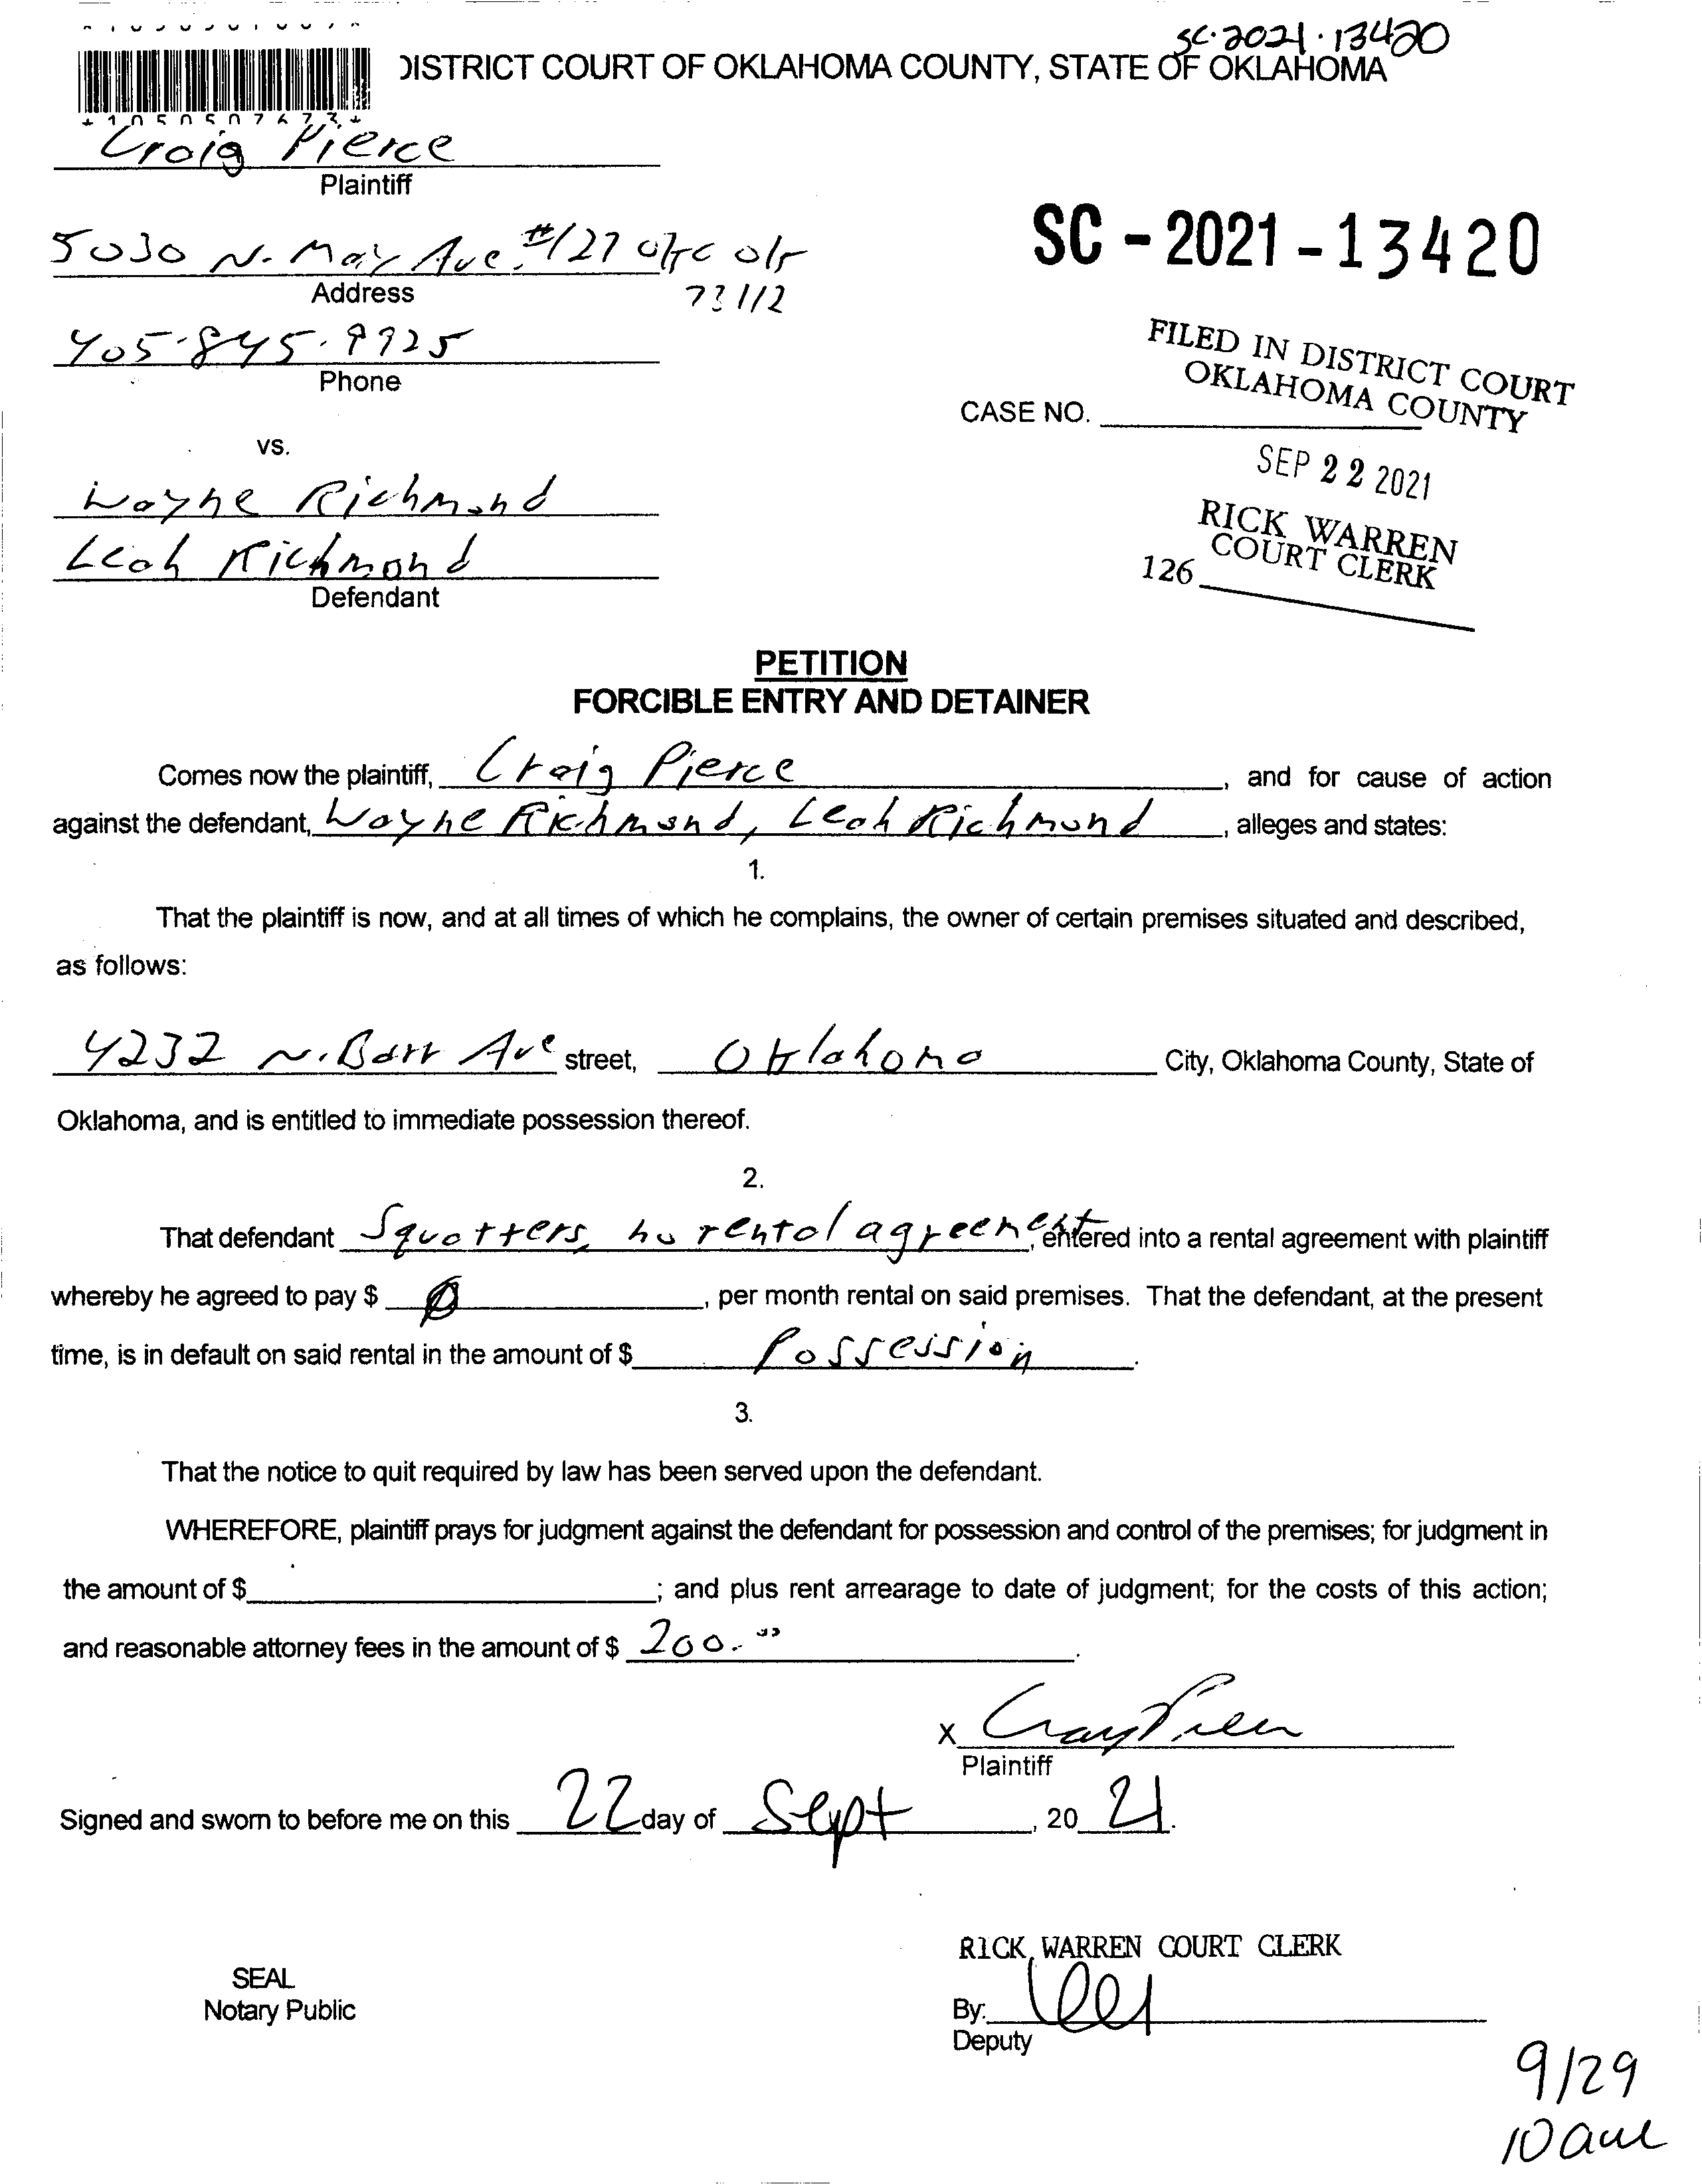 SC·2021·13420
DISTRICT COURT OF OKLAHOMA COUNTY, STATE OF OKLAHOMA
*1050507673*
Craig Pierce
Plaintiff
5030 N. May Ave. #127 okc ok
73112
Address
405·845·9925
Phone
SC-2021-13420
FILED IN DISTRICT COURT
OKLAHOMA COUNTY
CASE NO.
SEP 22 2021
RICK WARREN
COURT CLERK
126
vs.
Wayne Richmond
Leah Richmond
Defendant
PETITION
FORCIBLE ENTRY AND DETAINER
Comes now the plaintiff, Craig Pierce, and for cause of action
against the defendant, Wayne Richmond, Leah Richmond, alleges and states:
1.
That the plaintiff is now, and at all times of which he complains, the owner of certain premises situated and described,
as follows:
4232 N. Barr Ave street, Oklahoma City, Oklahoma County, State of
Oklahoma, and is entitled to immediate possession thereof.
2.
That defendant Squatters, no rental agreement, entered into a rental agreement with plaintiff
whereby he agreed to pay $ 0, per month rental on said premises. That the defendant, at the present
time, is in default on said rental in the amount of $ Possession.
3.
That the notice to quit required by law has been served upon the defendant.
WHEREFORE, plaintiff prays for judgment against the defendant for possession and control of the premises; for judgment in
the amount of $; and plus rent arrearage to date of judgment; for the costs of this action;
and reasonable attorney fees in the amount of $ 200.00.
x Craig Pierce
Plaintiff
Signed and sworn to before me on this 22 day of Sept, 20 21.
RICK WARREN COURT CLERK
SEAL
Notary Public
By:
Deputy
9/29
10 am